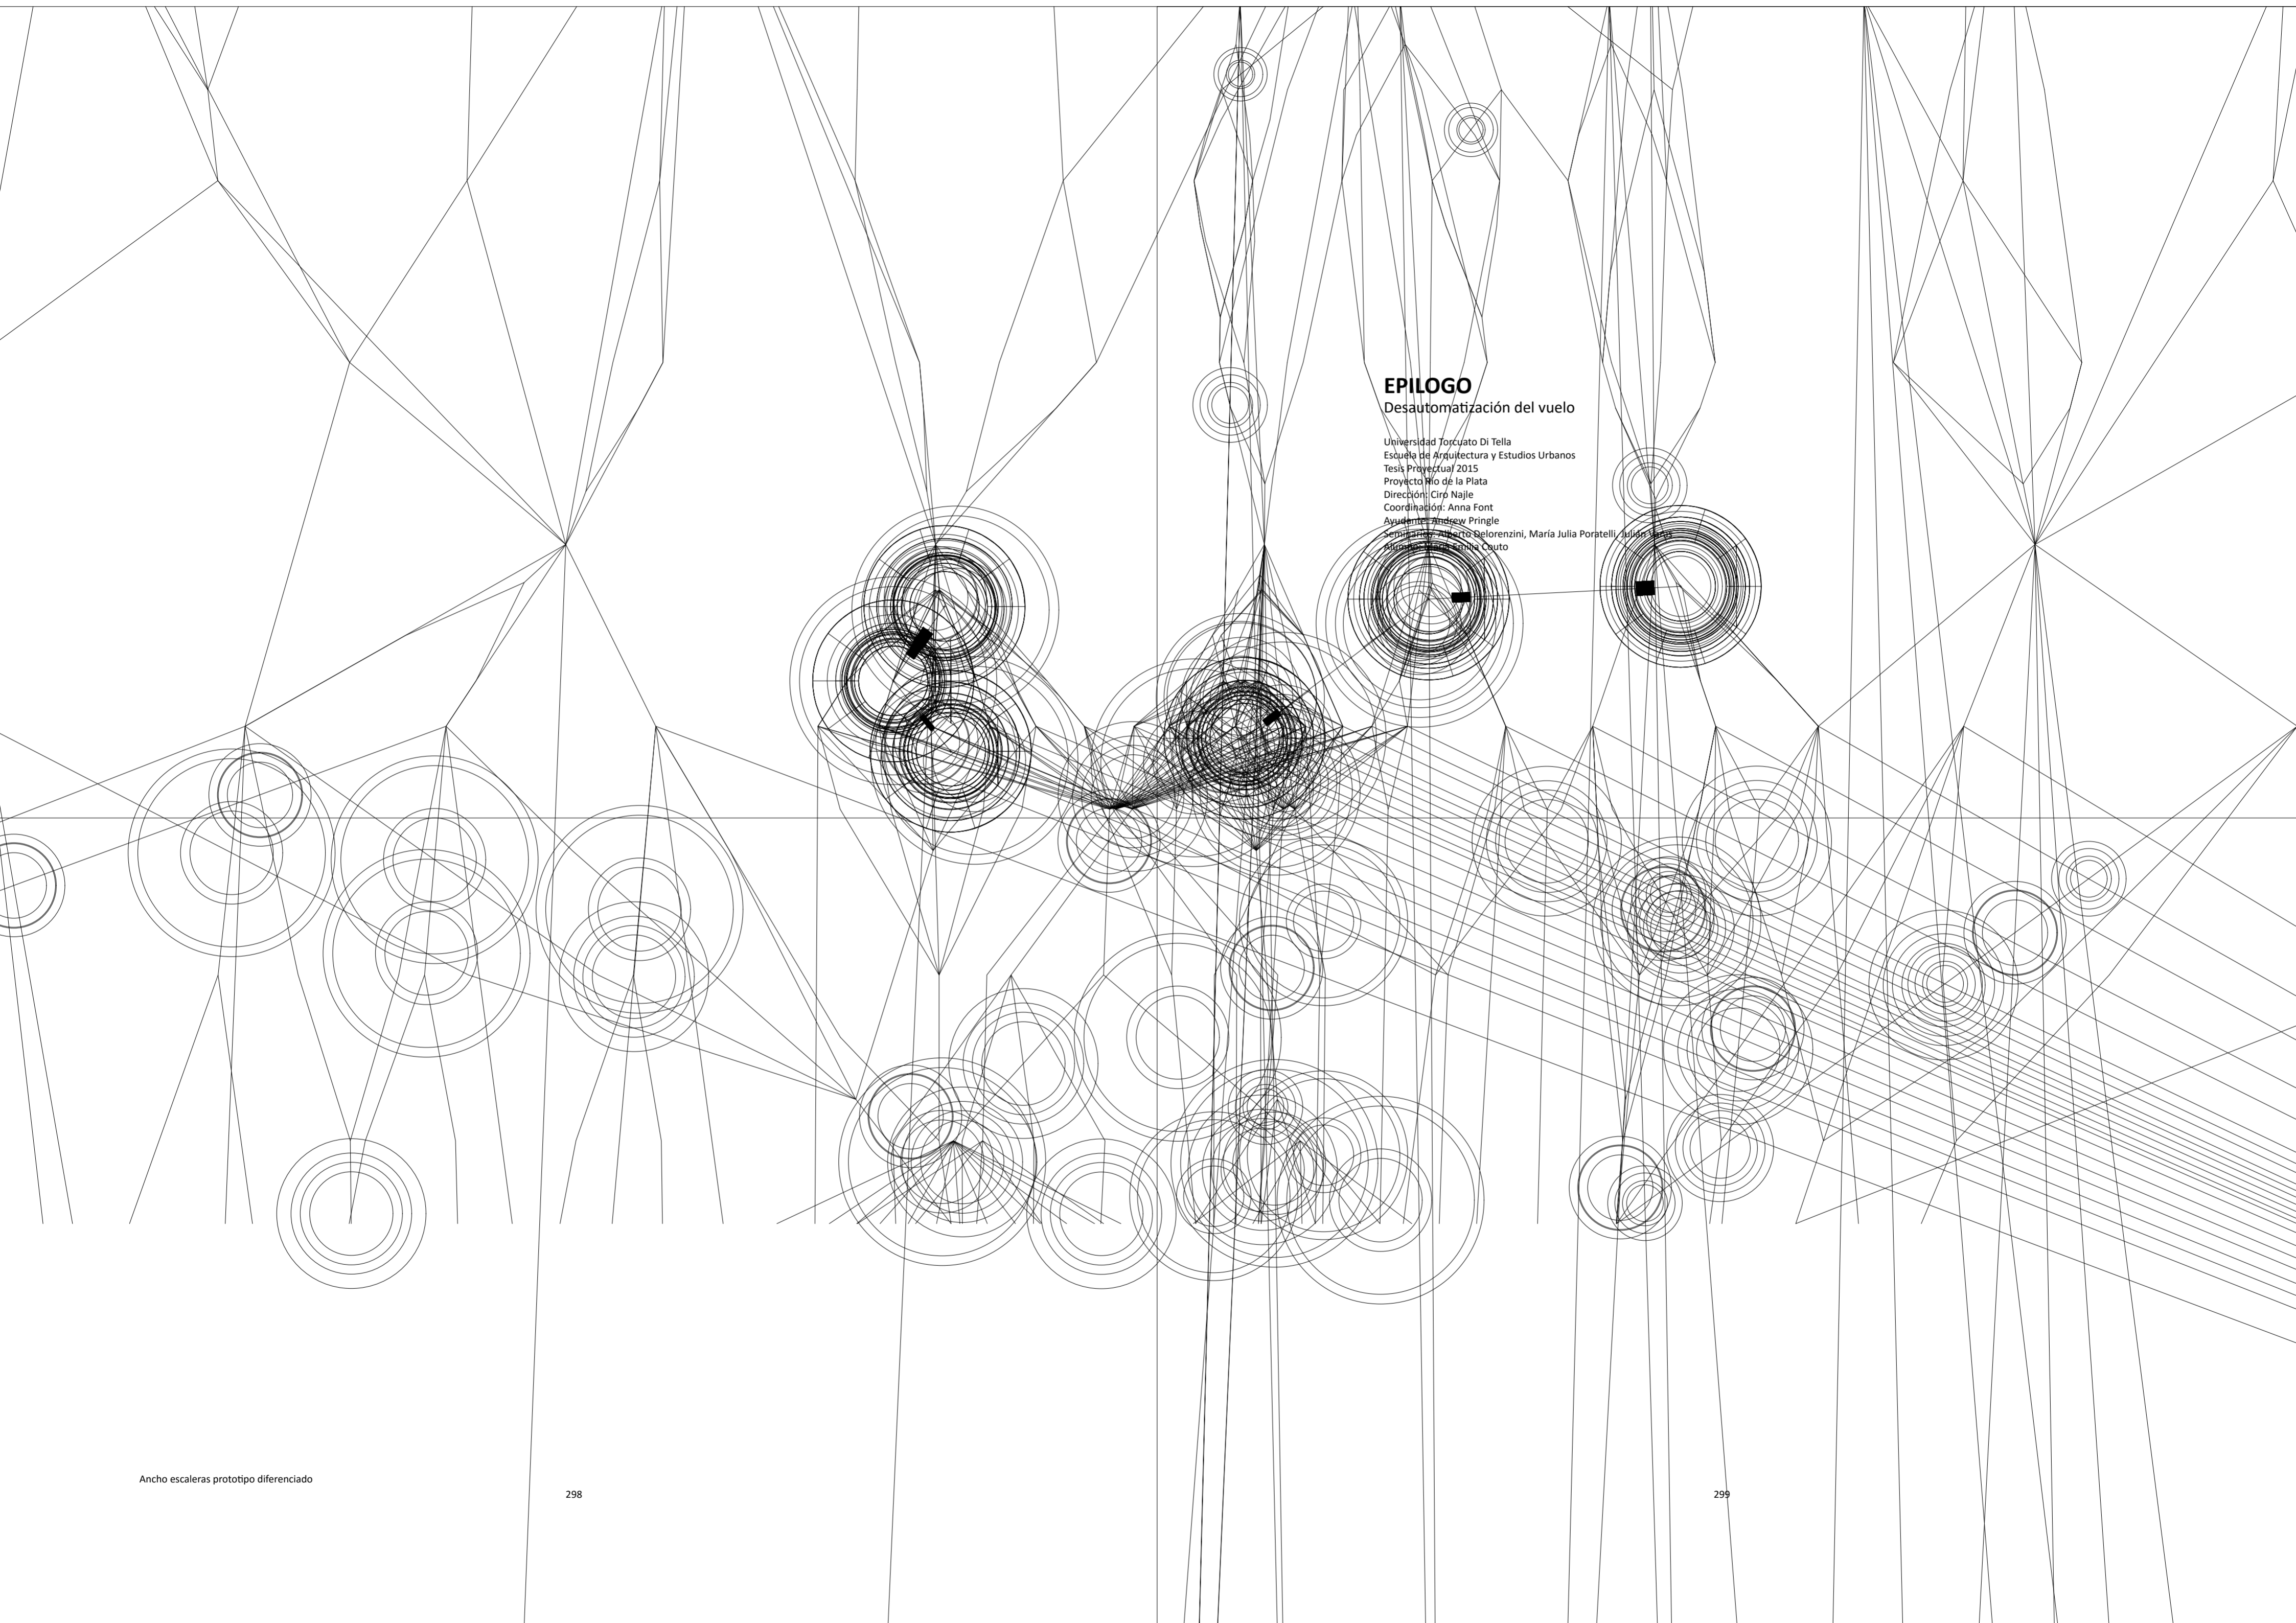 EPILOGO
Desautomatización del vuelo
Universidad Torcuato Di Tella
Escuela de Arquitectura y Estudios Urbanos
Tesis Proyectual 2015
Proyecto Río de la Plata
Dirección: Ciro Najle
Coordinación: Anna Font
Ayudante: Andrew Pringle
Seminarios: Alberto Delorenzini, María Julia Poratelli, Julián Varas
Alumno: María Emilia Couto
Ancho escaleras prototipo diferenciado
298
299